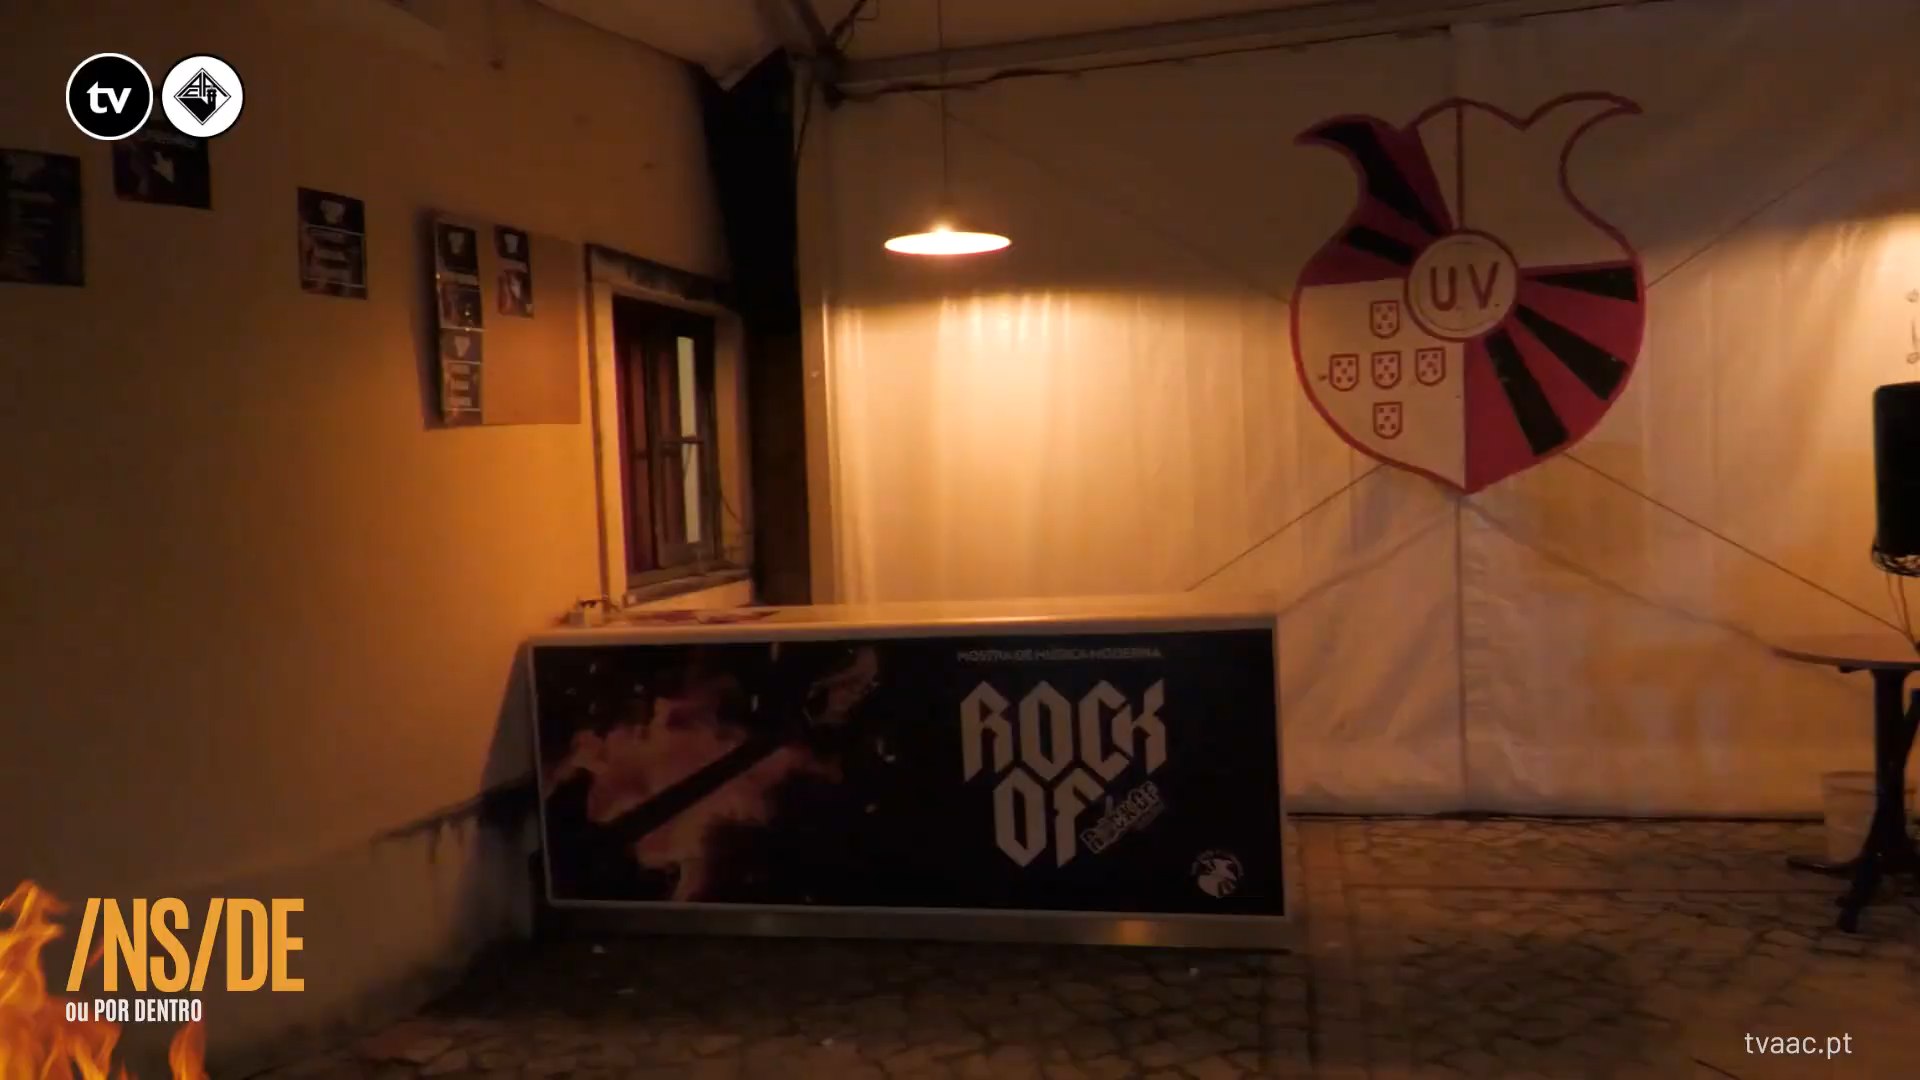 tv
U.V.
MOSTRA DE MÚSICA MODERNA
ROCK
OF
/NS/DE
ou POR DENTRO
tvaac.pt